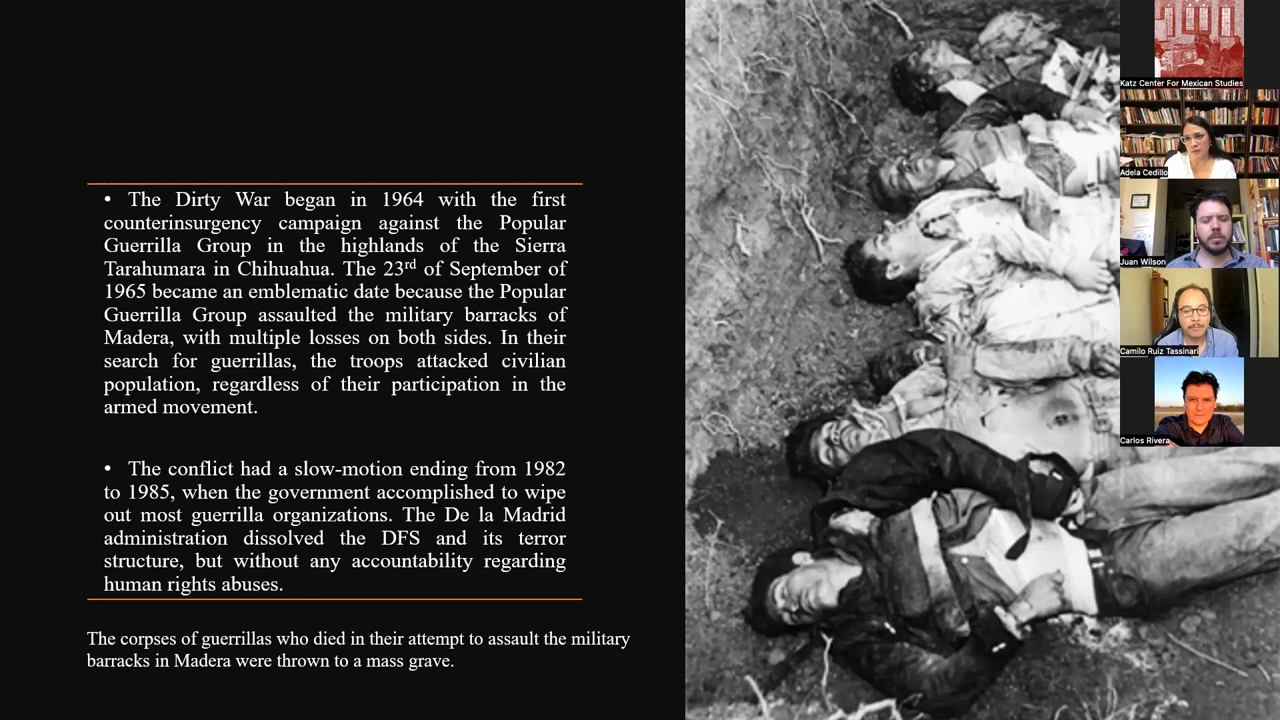 • The Dirty War began in 1964 with the first
counterinsurgency campaign against the Popular
Guerrilla Group in the highlands of the Sierra
Tarahumara in Chihuahua. The 23rd of September of
1965 became an emblematic date because the Popular
Guerrilla Group assaulted the military barracks of
Madera, with multiple losses on both sides. In their
search for guerrillas, the troops attacked civilian
population, regardless of their participation in the
armed movement.
• The conflict had a slow-motion ending from 1982
to 1985, when the government accomplished to wipe
out most guerrilla organizations. The De la Madrid
administration dissolved the DFS and its terror
structure, but without any accountability regarding
human rights abuses.
The corpses of guerrillas who died in their attempt to assault the military
barracks in Madera were thrown to a mass grave.
Katz Center For Mexican Studies
Adela Cedillo
Juan Wilson
Camilo Ruiz Tassinari
Carlos Rivera